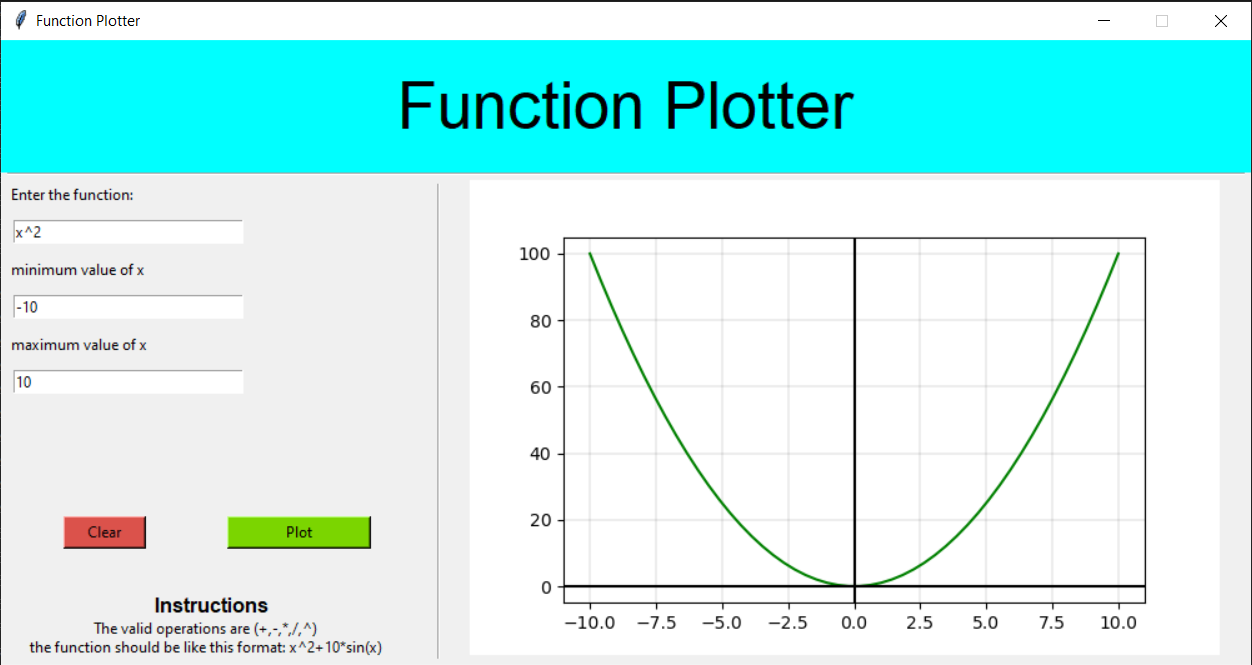 Function Plotter
Function Plotter
Enter the function:
x^2
minimum value of x
-10
maximum value of x
10
Clear
Plot
Instructions
The valid operations are (+,-,*,/,^)
the function should be like this format: x^2+10*sin(x)
100
80
60
40
20
0
−10.0 −7.5 −5.0 −2.5 0.0 2.5 5.0 7.5 10.0